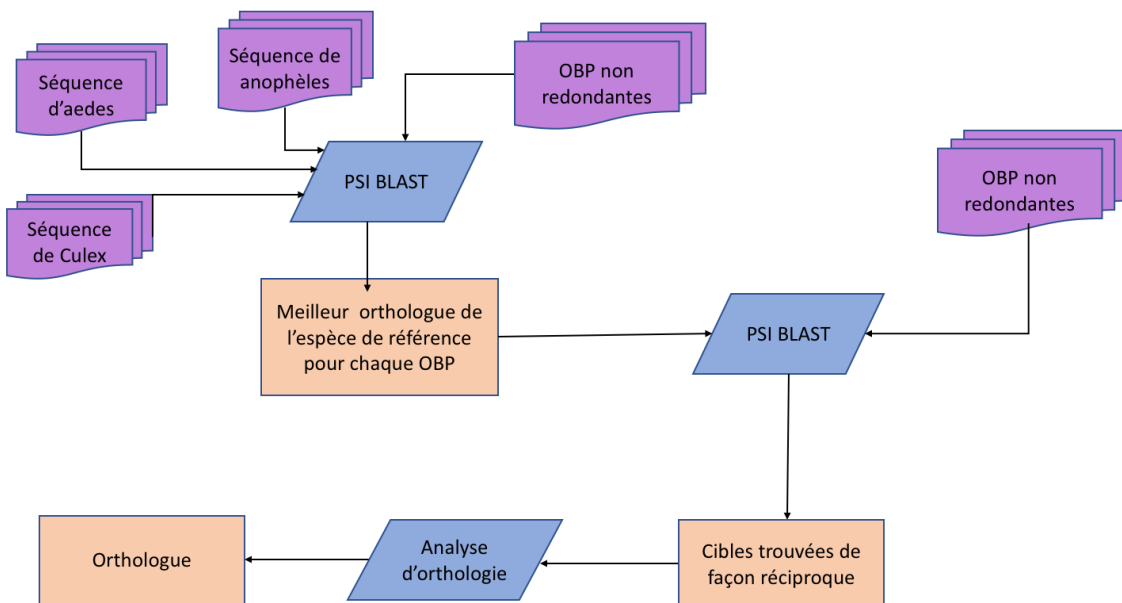 Séquence
d'aedes
Séquence de
anophèles
OBP non
redondantes
PSI BLAST
Séquence
de Culex
OBP non
redondantes
Meilleur orthologue de
l'espèce de référence
pour chaque OBP
PSI BLAST
Orthologue
Analyse
d'orthologie
Cibles trouvées de
façon réciproque